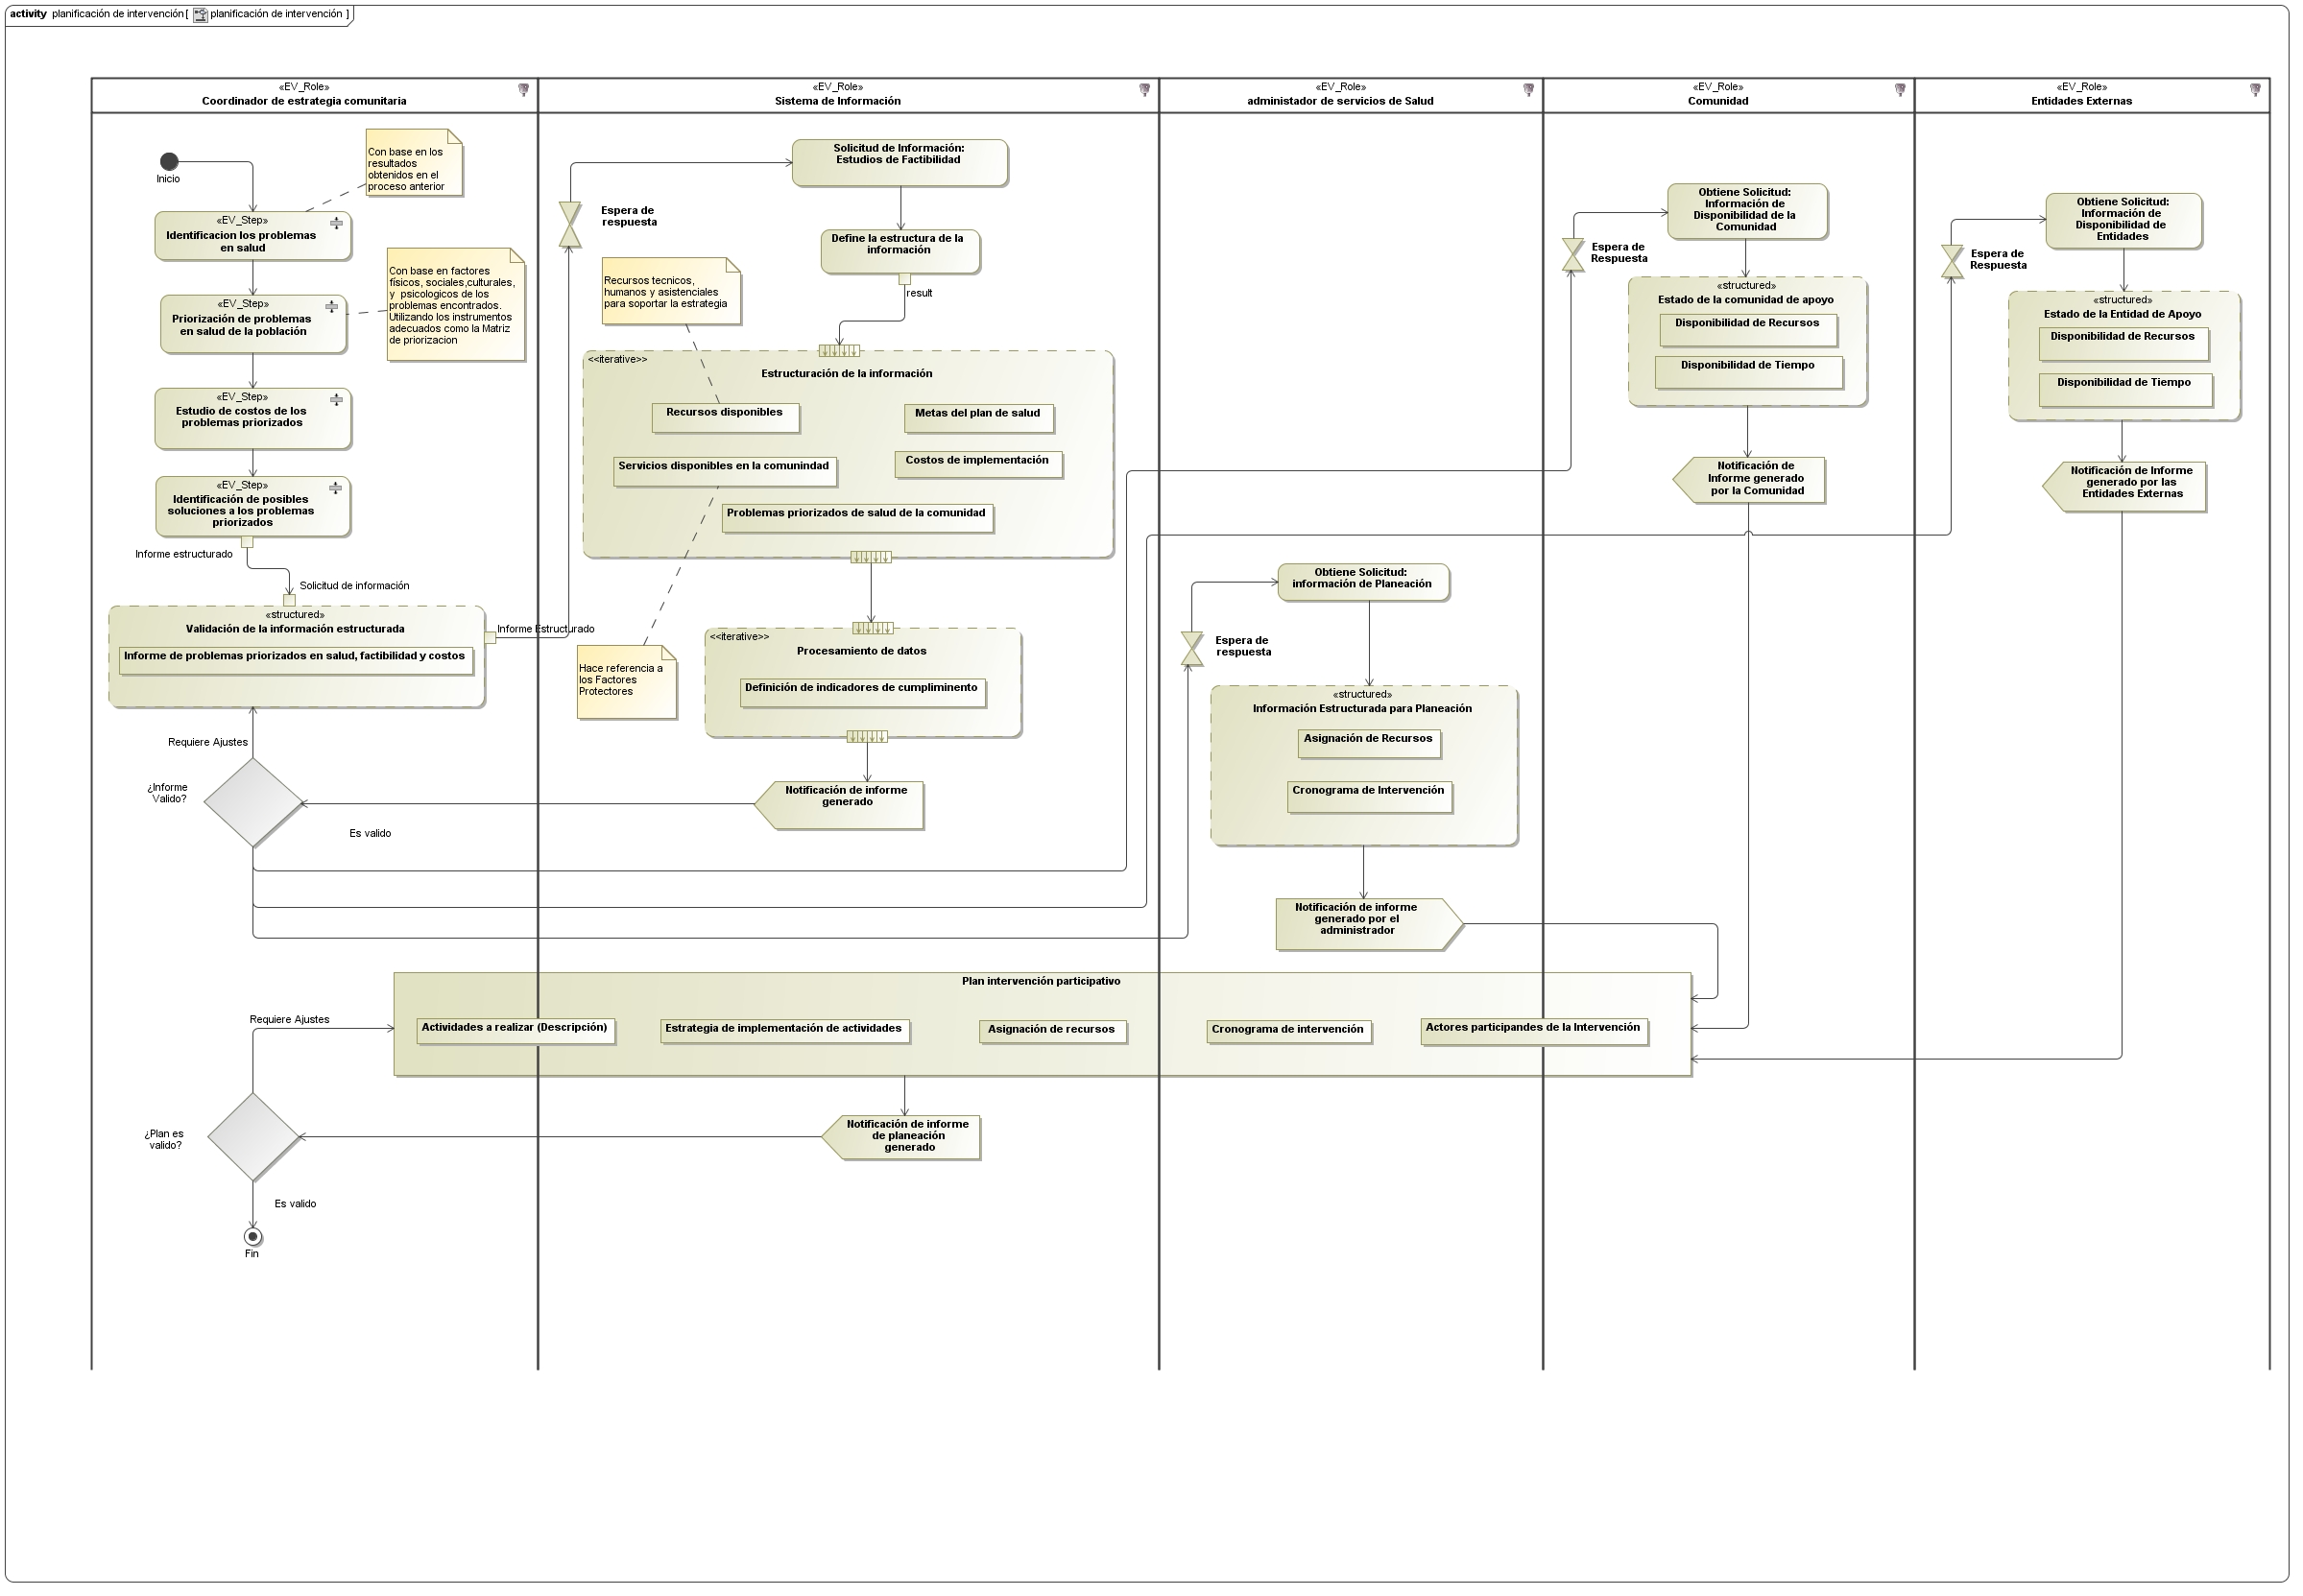 activity planificación de intervención[ planificación de intervención ]
«EV_Role»
Coordinador de estrategia comunitaria
«EV_Role»
Sistema de Información
«EV_Role»
administador de servicios de Salud
«EV_Role»
Comunidad
«EV_Role»
Entidades Externas
Inicio
Con base en los
resultados
obtenidos en el
proceso anterior
«EV_Step»
Identificacion los problemas
en salud
Con base en factores
físicos, sociales,culturales,
y psicologicos de los
problemas encontrados.
Utilizando los instrumentos
adecuados como la Matriz
de priorizacion
«EV_Step»
Priorización de problemas
en salud de la población
«EV_Step»
Estudio de costos de los
problemas priorizados
«EV_Step»
Identificación de posibles
soluciones a los problemas
priorizados
Informe estructurado
Solicitud de información
«structured»
Validación de la información estructurada
Informe de problemas priorizados en salud, factibilidad y costos
Informe Estructurado
Requiere Ajustes
¿Informe
Valido?
Es valido
Solicitud de Información:
Estudios de Factibilidad
Espera de
respuesta
Define la estructura de la
información
result
Recursos tecnicos,
humanos y asistenciales
para soportar la estrategia
<<iterative>>
Estructuración de la información
Recursos disponibles
Metas del plan de salud
Servicios disponibles en la comunindad
Costos de implementación
Problemas priorizados de salud de la comunidad
<<iterative>>
Procesamiento de datos
Definición de indicadores de cumpliminento
Hace referencia a
los Factores
Protectores
Notificación de informe
generado
Obtiene Solicitud:
información de Planeación
Espera de
respuesta
«structured»
Información Estructurada para Planeación
Asignación de Recursos
Cronograma de Intervención
Notificación de informe
generado por el
administrador
Obtiene Solicitud:
Información de
Disponibilidad de la
Comunidad
Espera de
Respuesta
«structured»
Estado de la comunidad de apoyo
Disponibilidad de Recursos
Disponibilidad de Tiempo
Notificación de
Informe generado
por la Comunidad
Obtiene Solicitud:
Información de
Disponibilidad de
Entidades
Espera de
Respuesta
«structured»
Estado de la Entidad de Apoyo
Disponibilidad de Recursos
Disponibilidad de Tiempo
Notificación de Informe
generado por las
Entidades Externas
Plan intervención participativo
Actividades a realizar (Descripción)
Estrategia de implementación de actividades
Asignación de recursos
Cronograma de intervención
Actores participandes de la Intervención
Requiere Ajustes
Notificación de informe
de planeación
generado
¿Plan es
valido?
Es valido
Fin